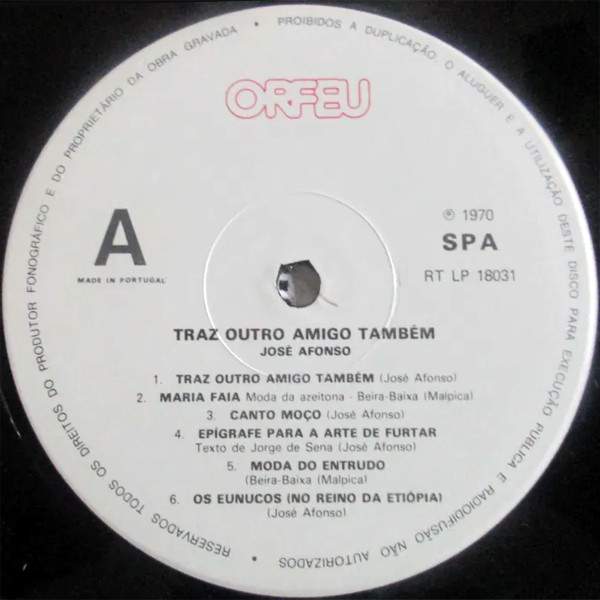 RESERVADOS TODOS OS DIREITOS DO PRODUTOR FONOGRÁFICO E DO PROPRIETÁRIO DA OBRA GRAVADA • PROIBIDOS A DUPLICAÇÃO, O ALUGUER E A UTILIZAÇÃO DESTE DISCO PARA EXECUÇÃO PÚBLICA E RADIODIFUSÃO NÃO AUTORIZADOS •
ORFEU
A
MADE IN PORTUGAL
℗ 1970
SPA
RT LP 18031
TRAZ OUTRO AMIGO TAMBÊM
JOSÉ AFONSO
1. TRAZ OUTRO AMIGO TAMBÊM (José Afonso)
2. MARIA FAIA Moda da azeitona - Beira-Baixa (Malpica)
3. CANTO MOÇO (José Afonso)
4. EPÍGRAFE PARA A ARTE DE FURTAR
Texto de Jorge de Sena (José Afonso)
5. MODA DO ENTRUDO
(Beira-Baixa (Malpica)
6. OS EUNUCOS (NO REINO DA ETIÓPIA)
(José Afonso)